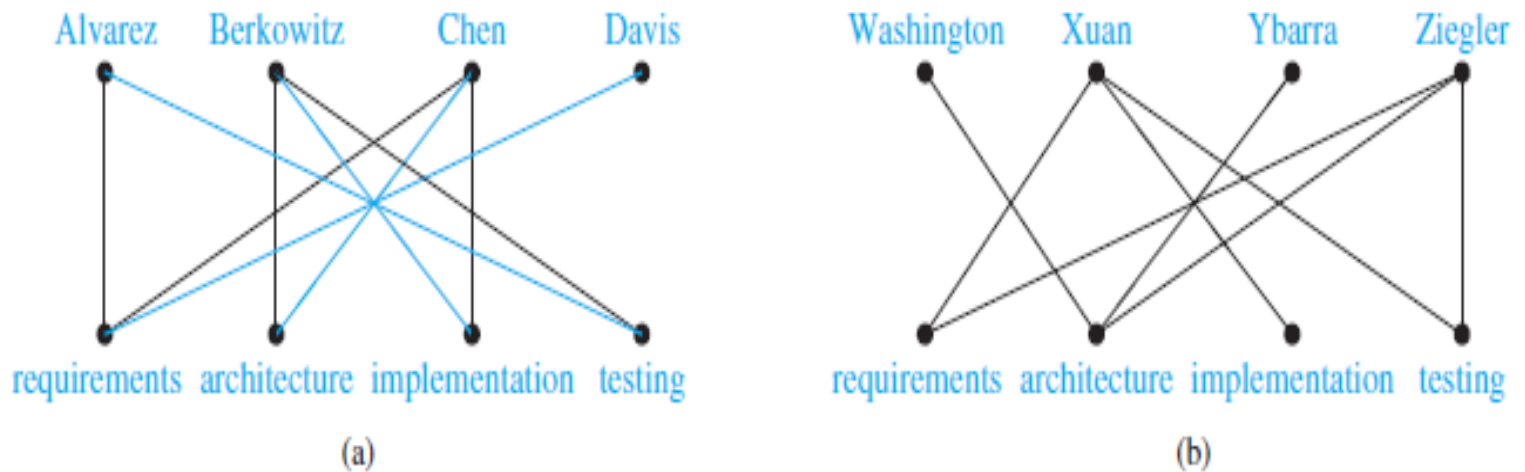 Alvarez Berkowitz Chen Davis
requirements architecture implementation testing
(a)
Washington Xuan Ybarra Ziegler
requirements architecture implementation testing
(b)